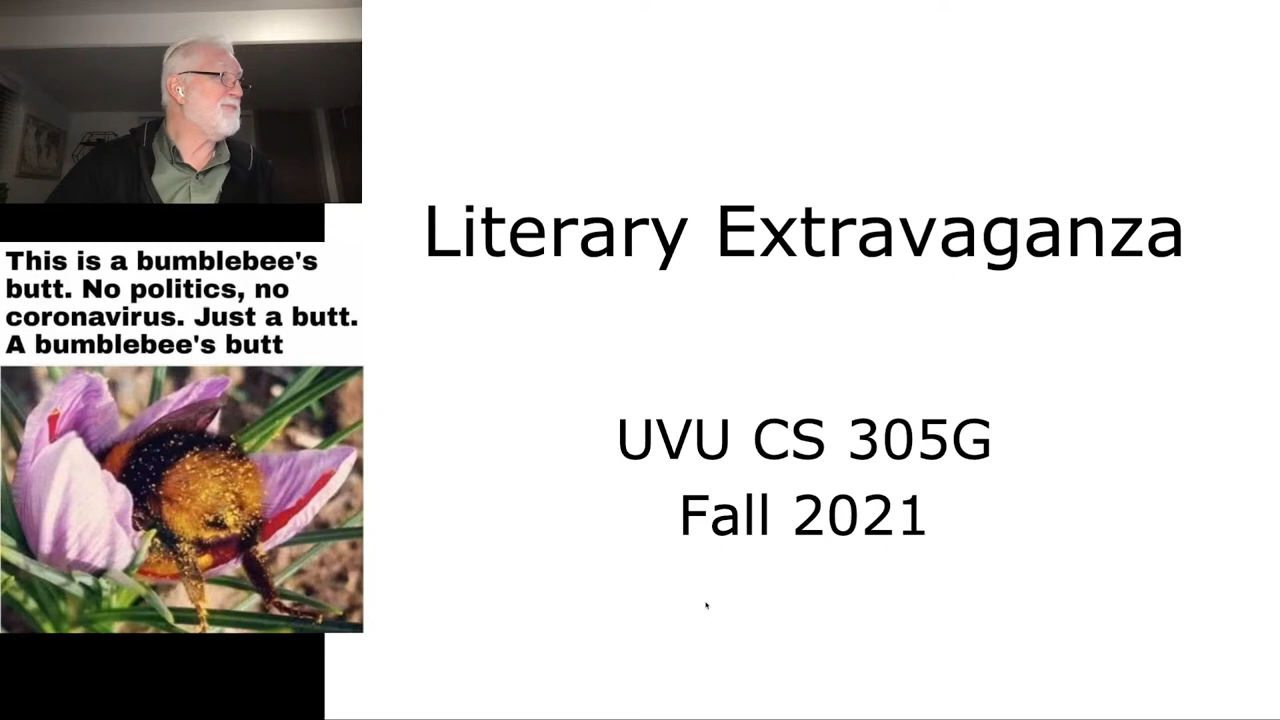 This is a bumblebee's
butt. No politics, no
coronavirus. Just a butt.
A bumblebee's butt
Literary Extravaganza
UVU CS 305G
Fall 2021